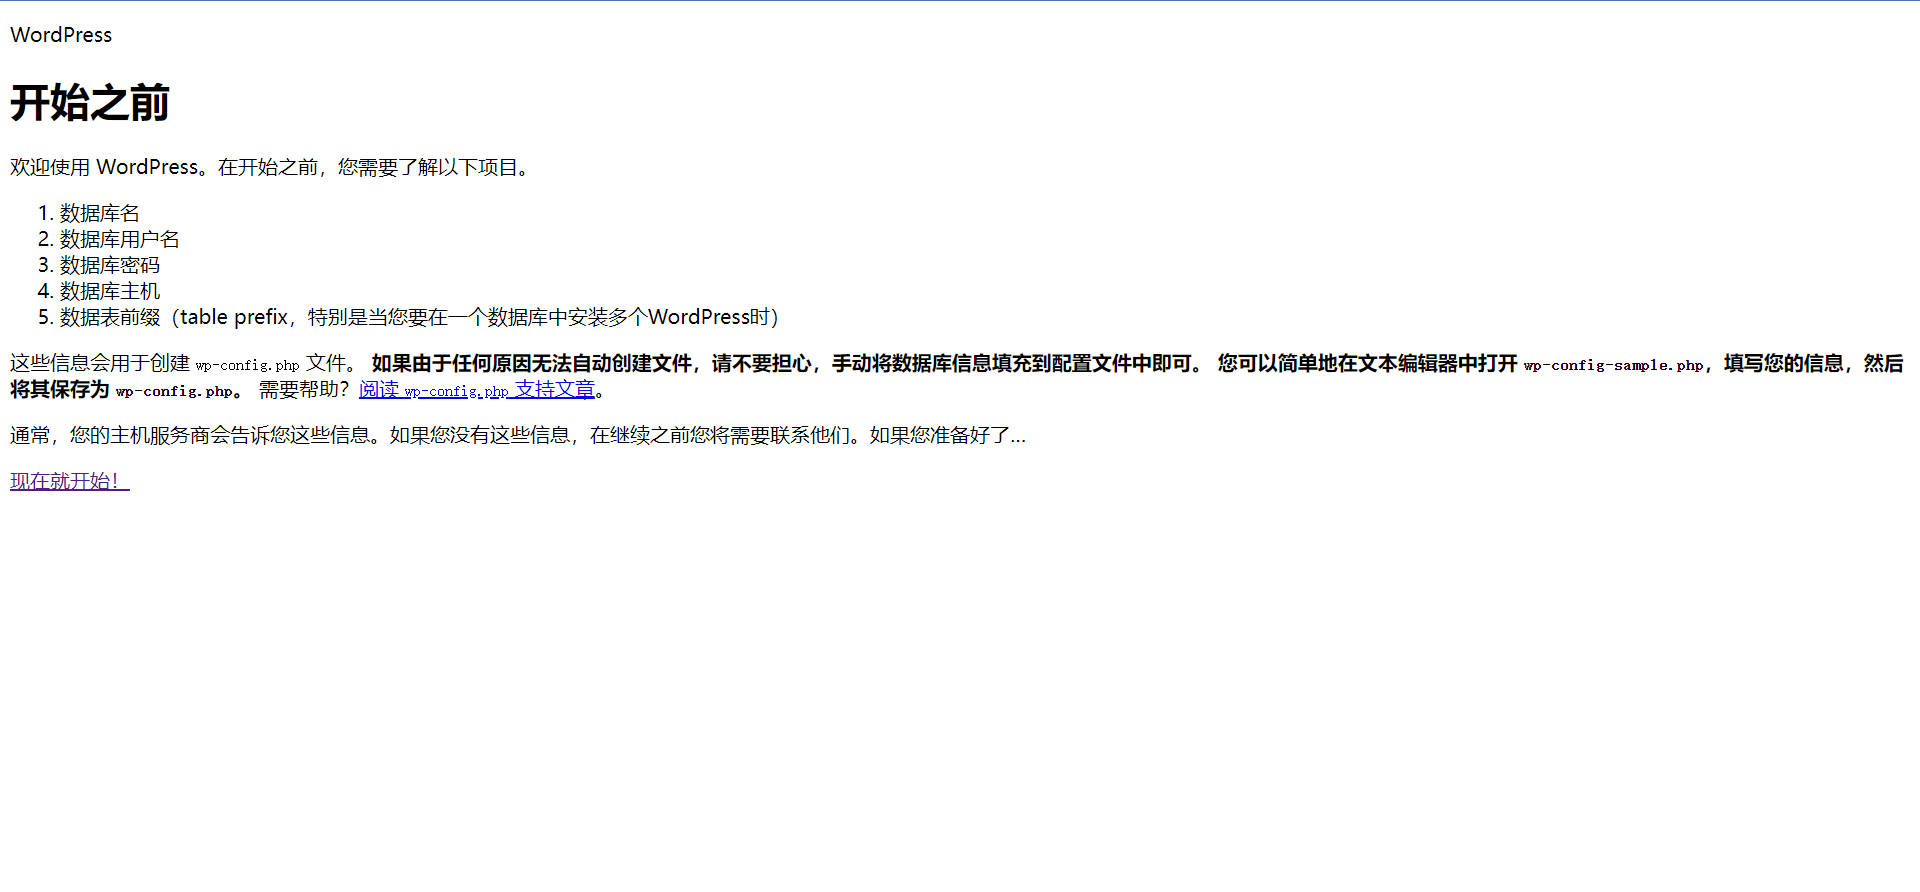 WordPress
开始之前
欢迎使用 WordPress。在开始之前，您需要了解以下项目。
1. 数据库名
2. 数据库用户名
3. 数据库密码
4. 数据库主机
5. 数据表前缀（table prefix，特别是当您要在一个数据库中安装多个WordPress时）
这些信息会用于创建 wp-config.php 文件。 如果由于任何原因无法自动创建文件，请不要担心，手动将数据库信息填充到配置文件中即可。 您可以简单地在文本编辑器中打开 wp-config-sample.php，填写您的信息，然后
将其保存为 wp-config.php。 需要帮助？阅读 wp-config.php 支持文章。
通常，您的主机服务商会告诉您这些信息。如果您没有这些信息，在继续之前您将需要联系他们。如果您准备好了...
现在就开始！